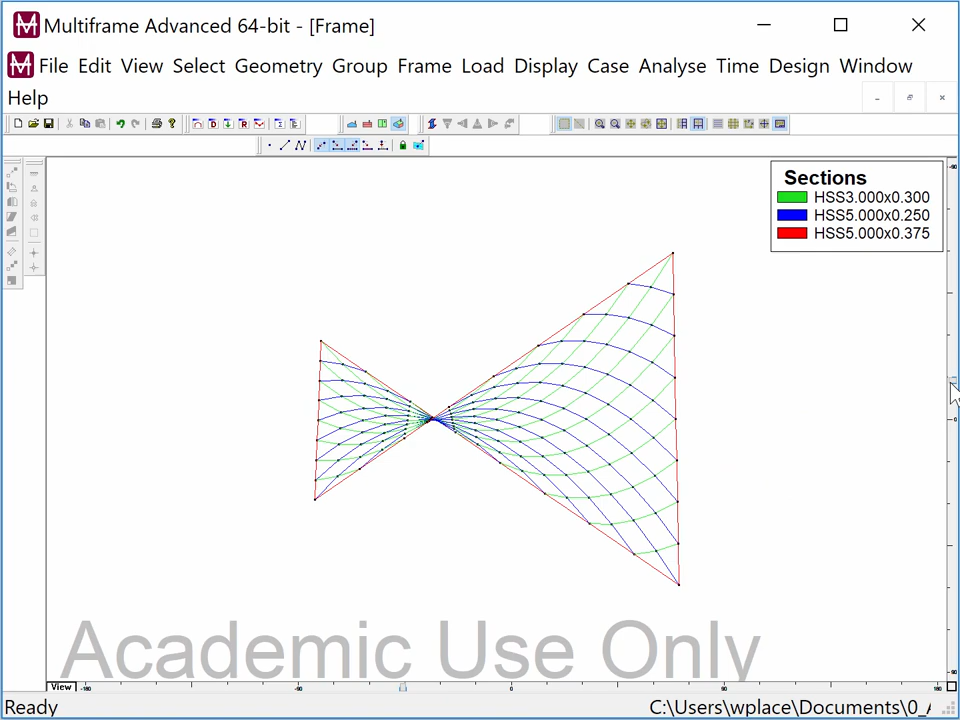 Multiframe Advanced 64-bit - [Frame]
File Edit View Select Geometry Group Frame Load Display Case Analyse Time Design Window
Help
Sections
HSS3.000x0.300
HSS5.000x0.250
HSS5.000x0.375
Academic Use Only
View -180 -90 0 90 180
Ready C:\Users\wplace\Documents\0_